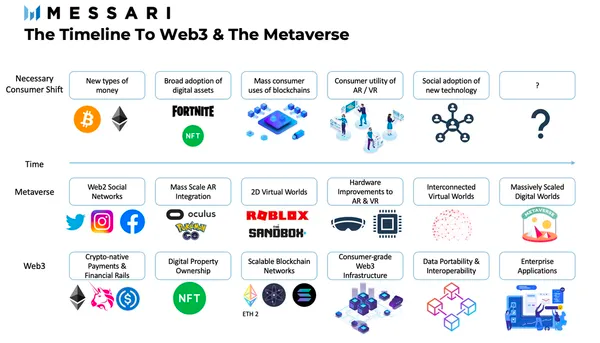 MESSARI
The Timeline To Web3 & The Metaverse
Necessary
Consumer Shift
New types of
money
Broad adoption of
digital assets
Mass consumer
uses of blockchains
Consumer utility of
AR / VR
Social adoption of
new technology
?
FORTNITE
NFT
?
Time
Metaverse
Web2 Social
Networks
Mass Scale AR
Integration
2D Virtual Worlds
Hardware
Improvements to
AR & VR
Interconnected
Virtual Worlds
Massively Scaled
Digital Worlds
oculus
POKÉMON
GO
ROBLOX
THE
SANDBOX
METAVERSE
Web3
Crypto-native
Payments &
Financial Rails
Digital Property
Ownership
Scalable Blockchain
Networks
Consumer-grade
Web3
Infrastructure
Data Portability &
Interoperability
Enterprise
Applications
NFT
ETH 2